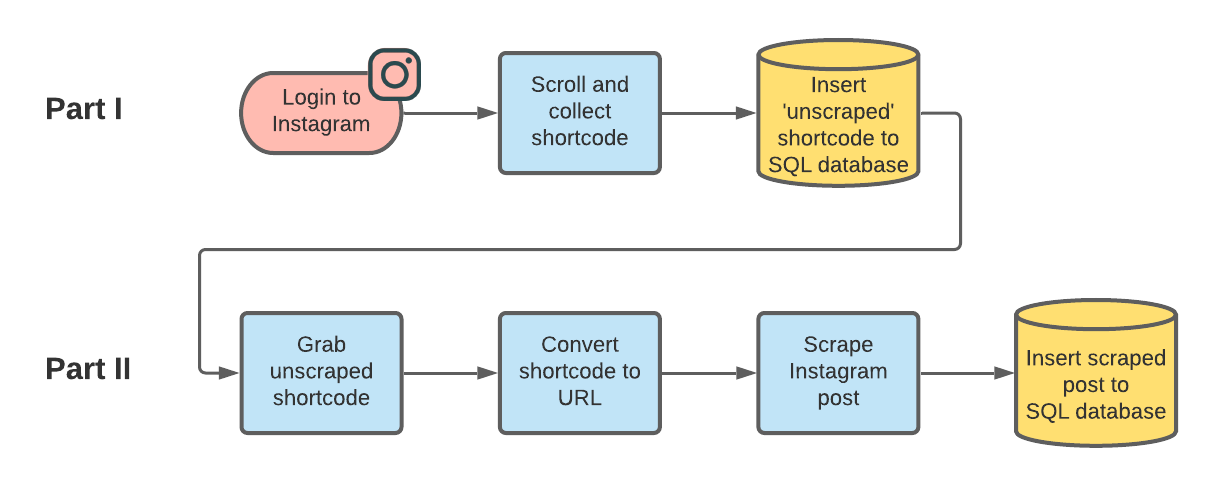 Part I
Login to
Instagram
Scroll and
collect
shortcode
Insert
'unscraped'
shortcode to
SQL database
Part II
Grab
unscraped
shortcode
Convert
shortcode to
URL
Scrape
Instagram
post
Insert scraped
post to
SQL database